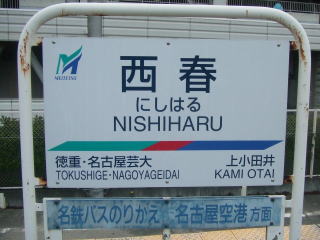 MEITETSU
西春
にしはる
NISHIHARU
徳重・名古屋芸大 上小田井
TOKUSHIGE・NAGOYAGEIDAI KAMI OTAI
名鉄バスのりかえ 名古屋空港方面